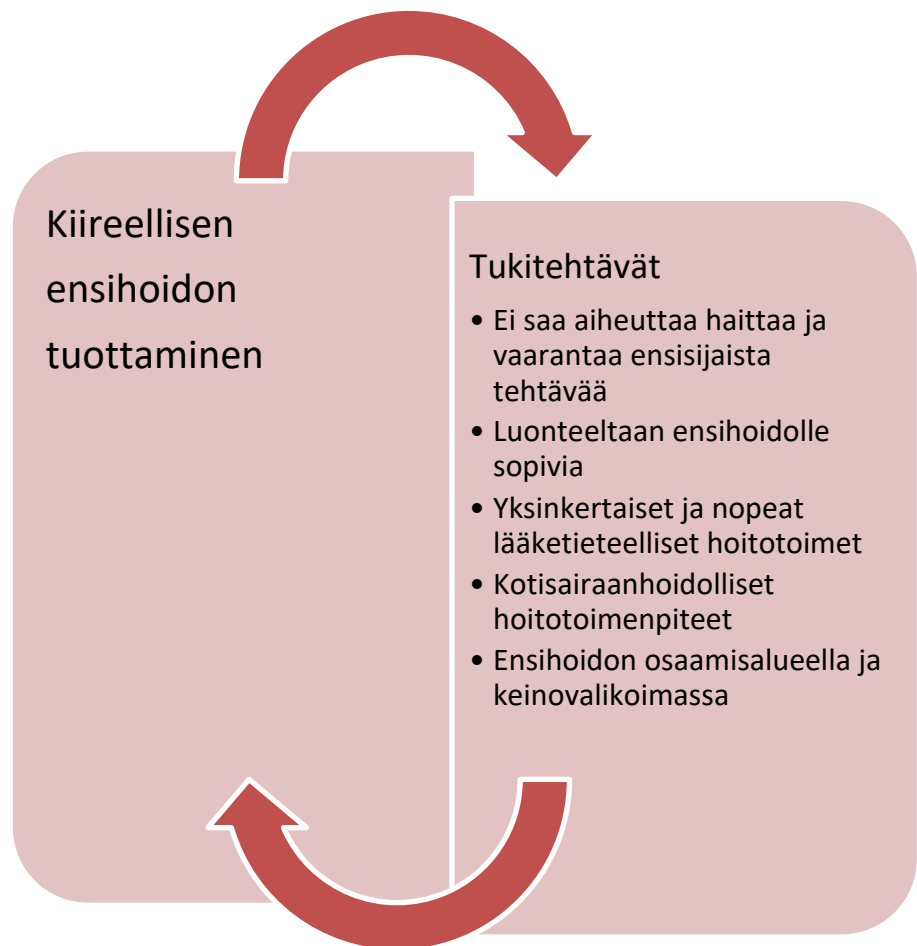 Kiireellisen
ensihoidon
tuottaminen
Tukitehtävät
• Ei saa aiheuttaa haittaa ja
vaarantaa ensisijaista
tehtävää
• Luonteeltaan ensihoidolle
sopivia
• Yksinkertaiset ja nopeat
lääketieteelliset hoitotoimet
• Kotisairaanhoidolliset
hoitotoimenpiteet
• Ensihoidon osaamisalueella ja
keinovalikoimassa